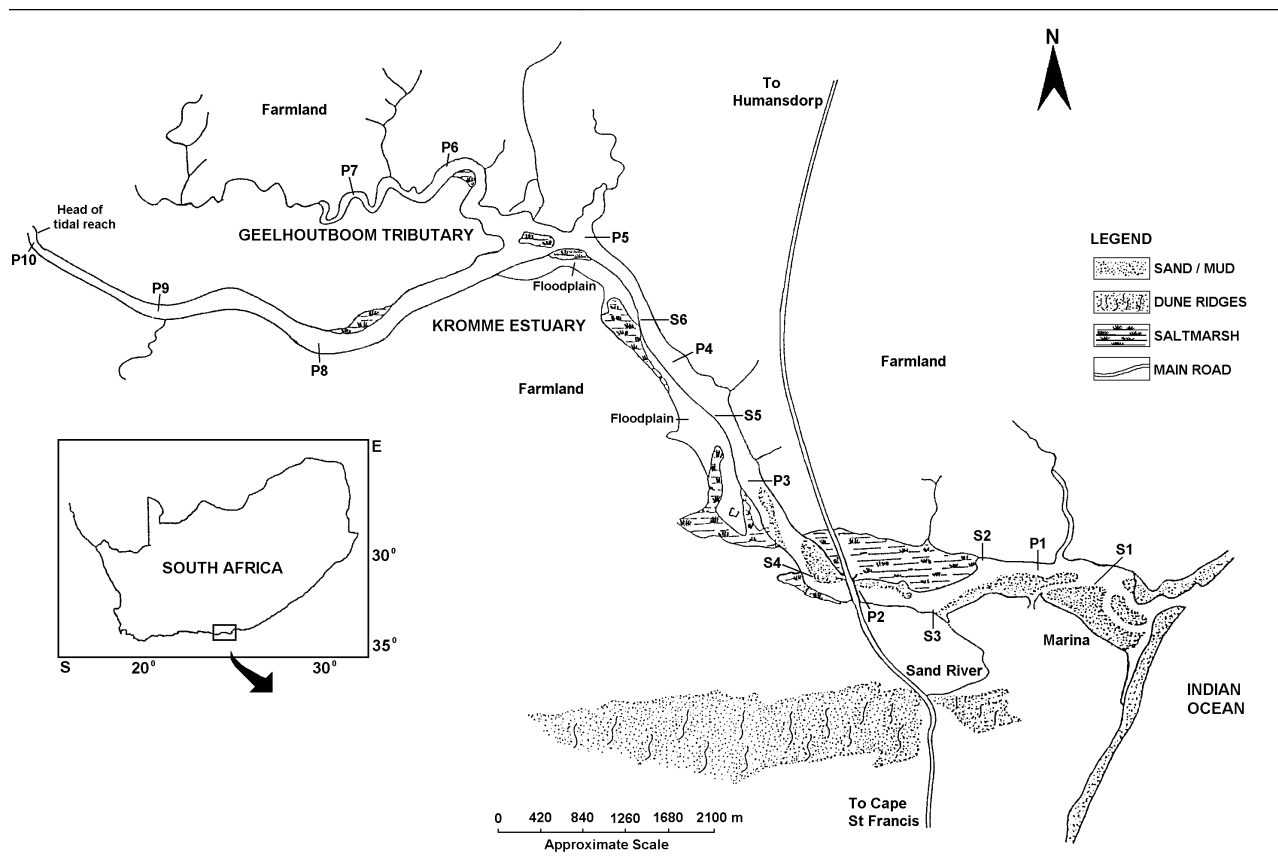 N
To
Humansdorp
Farmland
P6
P7
Head of
tidal reach
GEELHOUTBOOM TRIBUTARY
P5
P10
P9
Floodplain
KROMME ESTUARY
S6
P4
P8
Farmland
Farmland
Floodplain
S5
LEGEND
SAND / MUD
DUNE RIDGES
SALTMARSH
MAIN ROAD
E
P3
S2
P1
S1
30°
SOUTH AFRICA
S4
P2
S3
Marina
35°
S
20°
30°
Sand River
INDIAN
OCEAN
To Cape
St Francis
0 420 840 1260 1680 2100 m
Approximate Scale